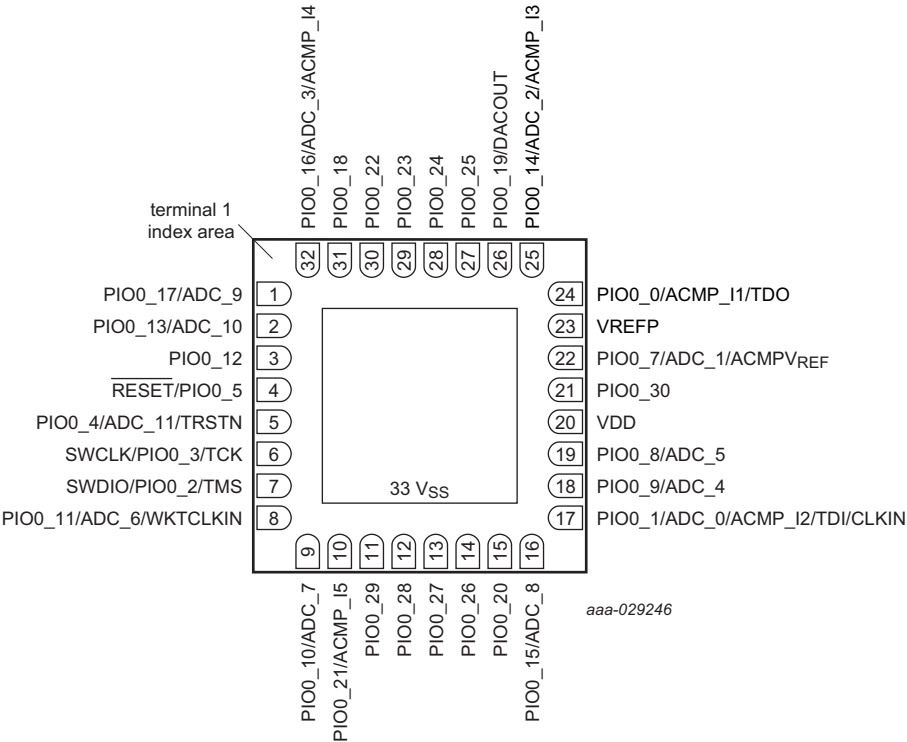 PIO0_16/ADC_3/ACMP_I4
PIO0_18
PIO0_22
PIO0_23
PIO0_24
PIO0_25
PIO0_19/DACOUT
PIO0_14/ADC_2/ACMP_I3
terminal 1
index area
32
31
30
29
28
27
26
25
PIO0_17/ADC_9 1
PIO0_13/ADC_10 2
PIO0_12 3
RESET/PIO0_5 4
PIO0_4/ADC_11/TRSTN 5
SWCLK/PIO0_3/TCK 6
SWDIO/PIO0_2/TMS 7
PIO0_11/ADC_6/WKTCLKIN 8
24 PIO0_0/ACMP_I1/TDO
23 VREFP
22 PIO0_7/ADC_1/ACMPVREF
21 PIO0_30
20 VDD
19 PIO0_8/ADC_5
18 PIO0_9/ADC_4
17 PIO0_1/ADC_0/ACMP_I2/TDI/CLKIN
33 VSS
9
10
11
12
13
14
15
16
PIO0_10/ADC_7
PIO0_21/ACMP_I5
PIO0_29
PIO0_28
PIO0_27
PIO0_26
PIO0_20
PIO0_15/ADC_8
aaa-029246